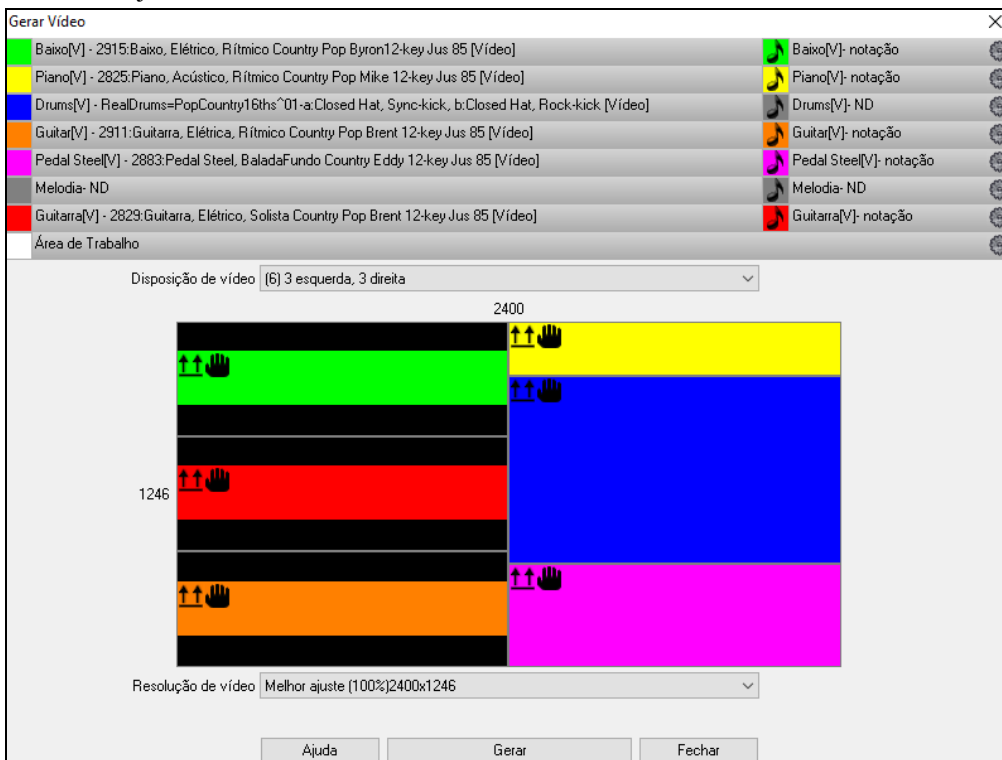 Gerar Vídeo
Baixo[V] - 2915:Baixo, Elétrico, Rítmico Country Pop Byron12-key Jus 85 [Vídeo] Baixo[V]- notação
Piano[V] - 2825:Piano, Acústico, Rítmico Country Pop Mike 12-key Jus 85 [Vídeo] Piano[V]- notação
Drums[V] - RealDrums=PopCountry16ths^01-a:Closed Hat, Sync-kick, b:Closed Hat, Rock-kick [Vídeo] Drums[V]- ND
Guitar[V] - 2911:Guitarra, Elétrica, Rítmico Country Pop Brent 12-key Jus 85 [Vídeo] Guitar[V]- notação
Pedal Steel[V] - 2883:Pedal Steel, BaladaFundo Country Eddy 12-key Jus 85 [Vídeo] Pedal Steel[V]- notação
Melodia- ND Melodia- ND
Guitarra[V] - 2829:Guitarra, Elétrico, Solista Country Pop Brent 12-key Jus 85 [Vídeo] Guitarra[V]- notação
Área de Trabalho
Disposição de vídeo (6) 3 esquerda, 3 direita
2400
1246
Resolução de vídeo Melhor ajuste (100%)2400x1246
Ajuda Gerar Fechar